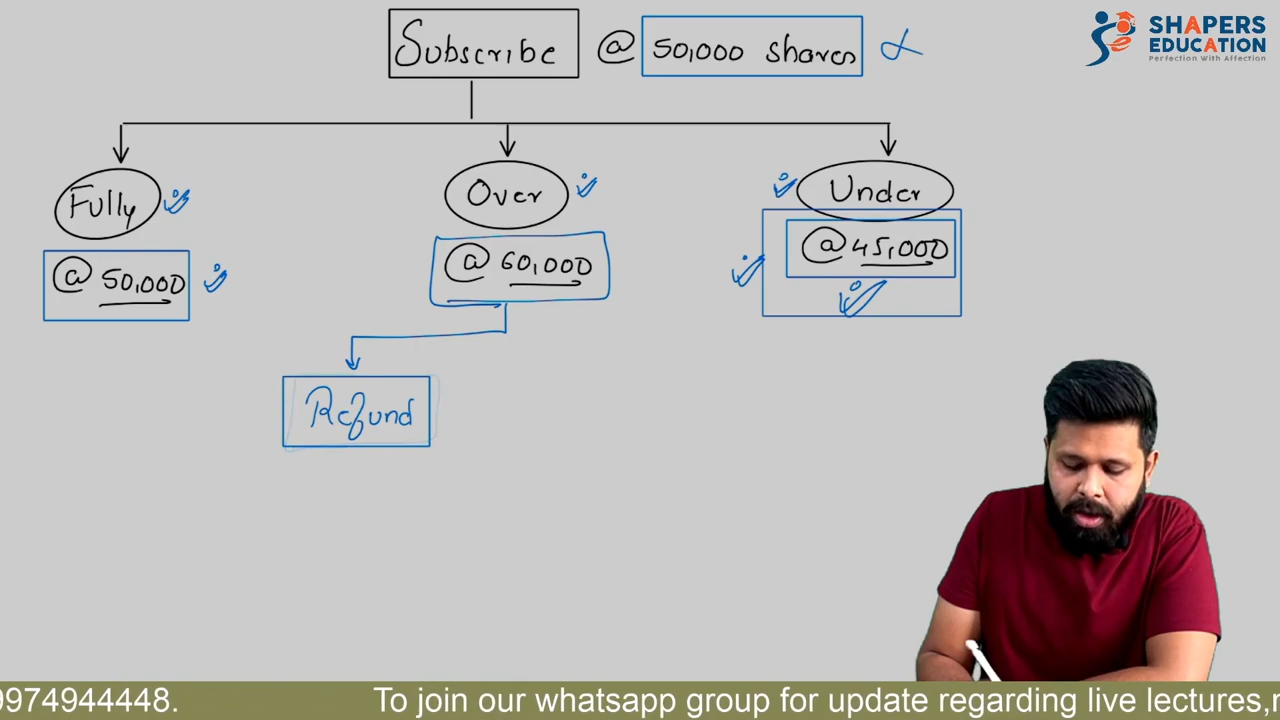 Subscribe @ 50,000 shares
SHAPERS
EDUCATION
Perfection With Affection
Fully
Over
Under
@ 50,000
@ 60,000
@ 45,000
Refund
9974944448. To join our whatsapp group for update regarding live lectures,